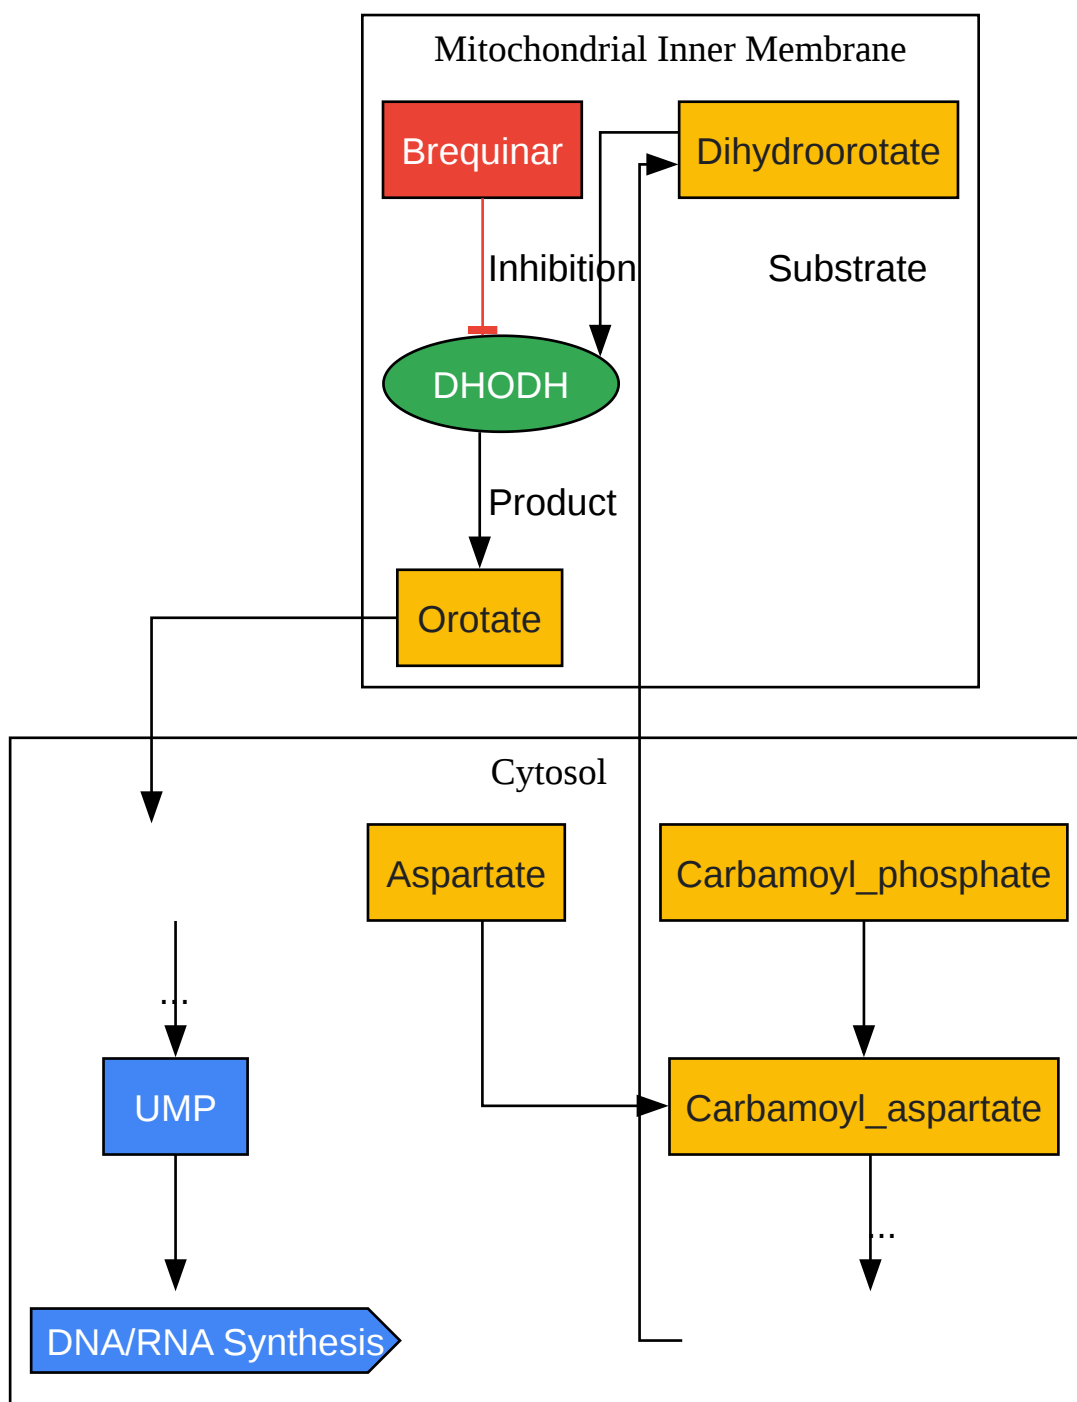 Mitochondrial Inner Membrane
Brequinar
Dihydroorotate
Inhibition
Substrate
DHODH
Product
Orotate
Cytosol
Aspartate
Carbamoyl_phosphate
...
UMP
Carbamoyl_aspartate
...
DNA/RNA Synthesis